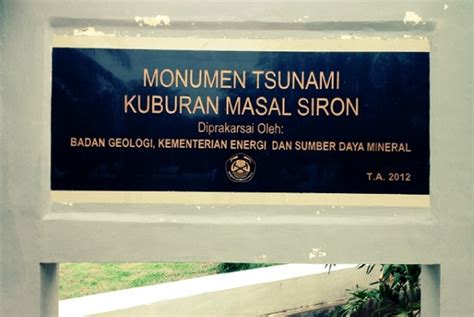 MONUMEN TSUNAMI
KUBURAN MASAL SIRON
Diprakarsai Oleh:
BADAN GEOLOGI, KEMENTERIAN ENERGI DAN SUMBER DAYA MINERAL
T.A. 2012